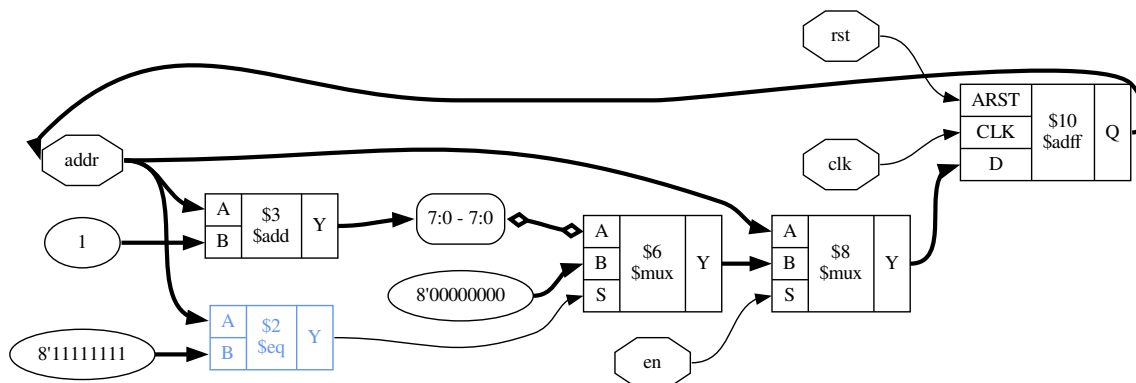 rst
ARST
CLK
D
$10
$adff
Q
addr
clk
A
B
$3
$add
Y
7:0 - 7:0
1
A
B
S
$6
$mux
Y
A
B
S
$8
$mux
Y
8'00000000
A
B
$2
$eq
Y
8'11111111
en